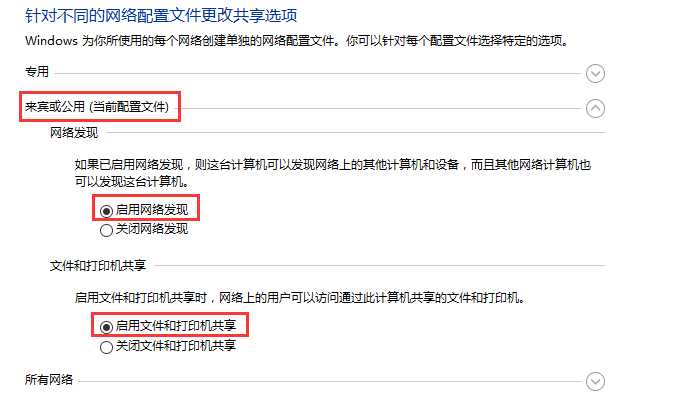 针对不同的网络配置文件更改共享选项
Windows 为你所使用的每个网络创建单独的网络配置文件。你可以针对每个配置文件选择特定的选项。
专用
来宾或公用 (当前配置文件)
网络发现
如果已启用网络发现，则这台计算机可以发现网络上的其他计算机和设备，而且其他网络计算机也
可以发现这台计算机。
启用网络发现
关闭网络发现
文件和打印机共享
启用文件和打印机共享时，网络上的用户可以访问通过此计算机共享的文件和打印机。
启用文件和打印机共享
关闭文件和打印机共享
所有网络